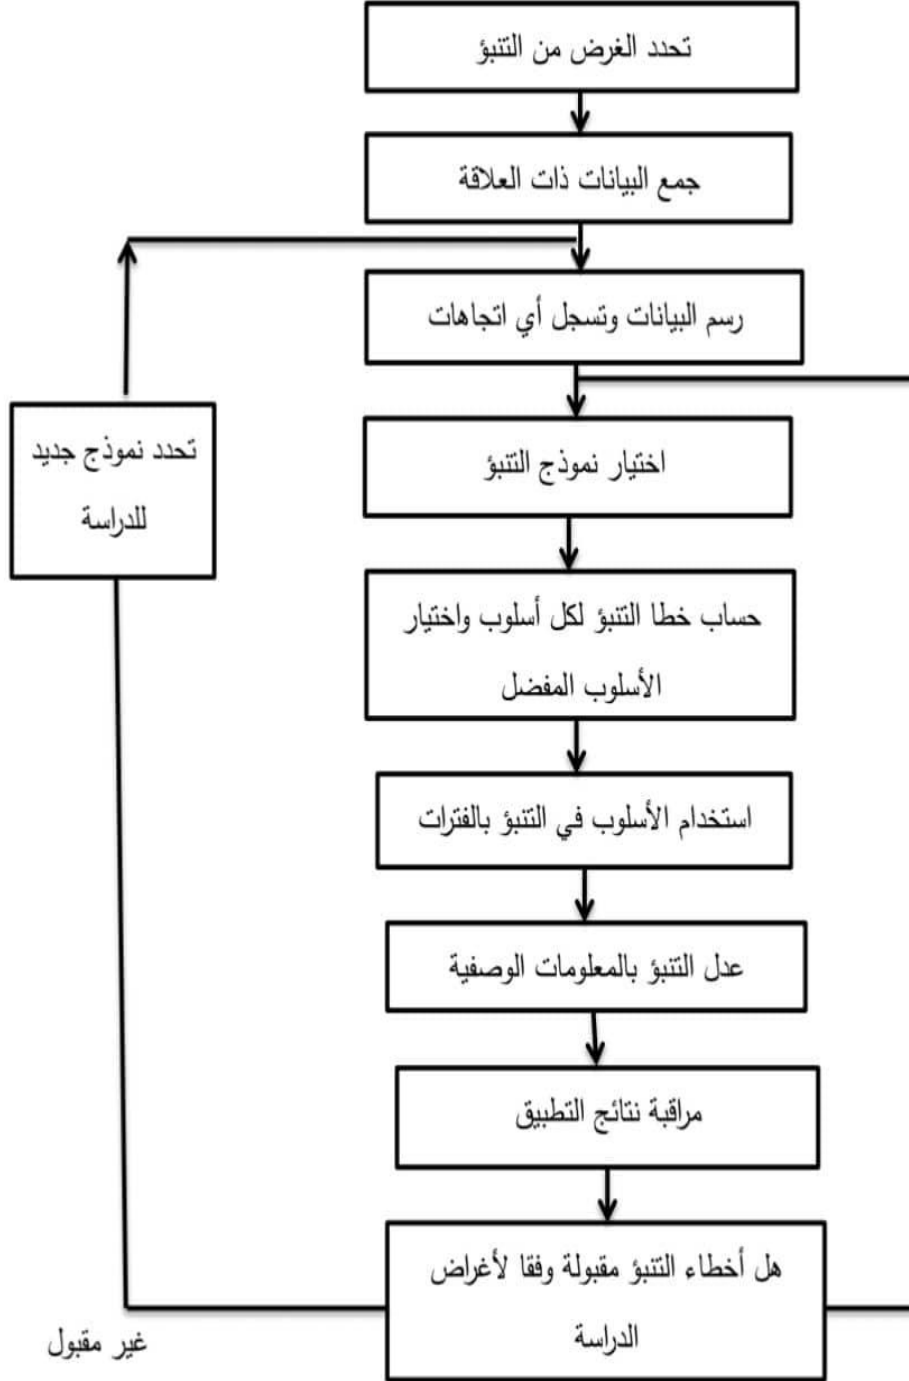 تحدد الغرض من التنبؤ
جمع البيانات ذات العلاقة
رسم البيانات وتسجل أي اتجاهات
اختيار نموذج التنبؤ
تحدد نموذج جديد
للدراسة
حساب خطا التنبؤ لكل أسلوب واختيار
الأسلوب المفضل
استخدام الأسلوب في التنبؤ بالفترات
عدل التنبؤ بالمعلومات الوصفية
مراقبة نتائج التطبيق
هل أخطاء التنبؤ مقبولة وفقا لأغراض
الدراسة
غير مقبول